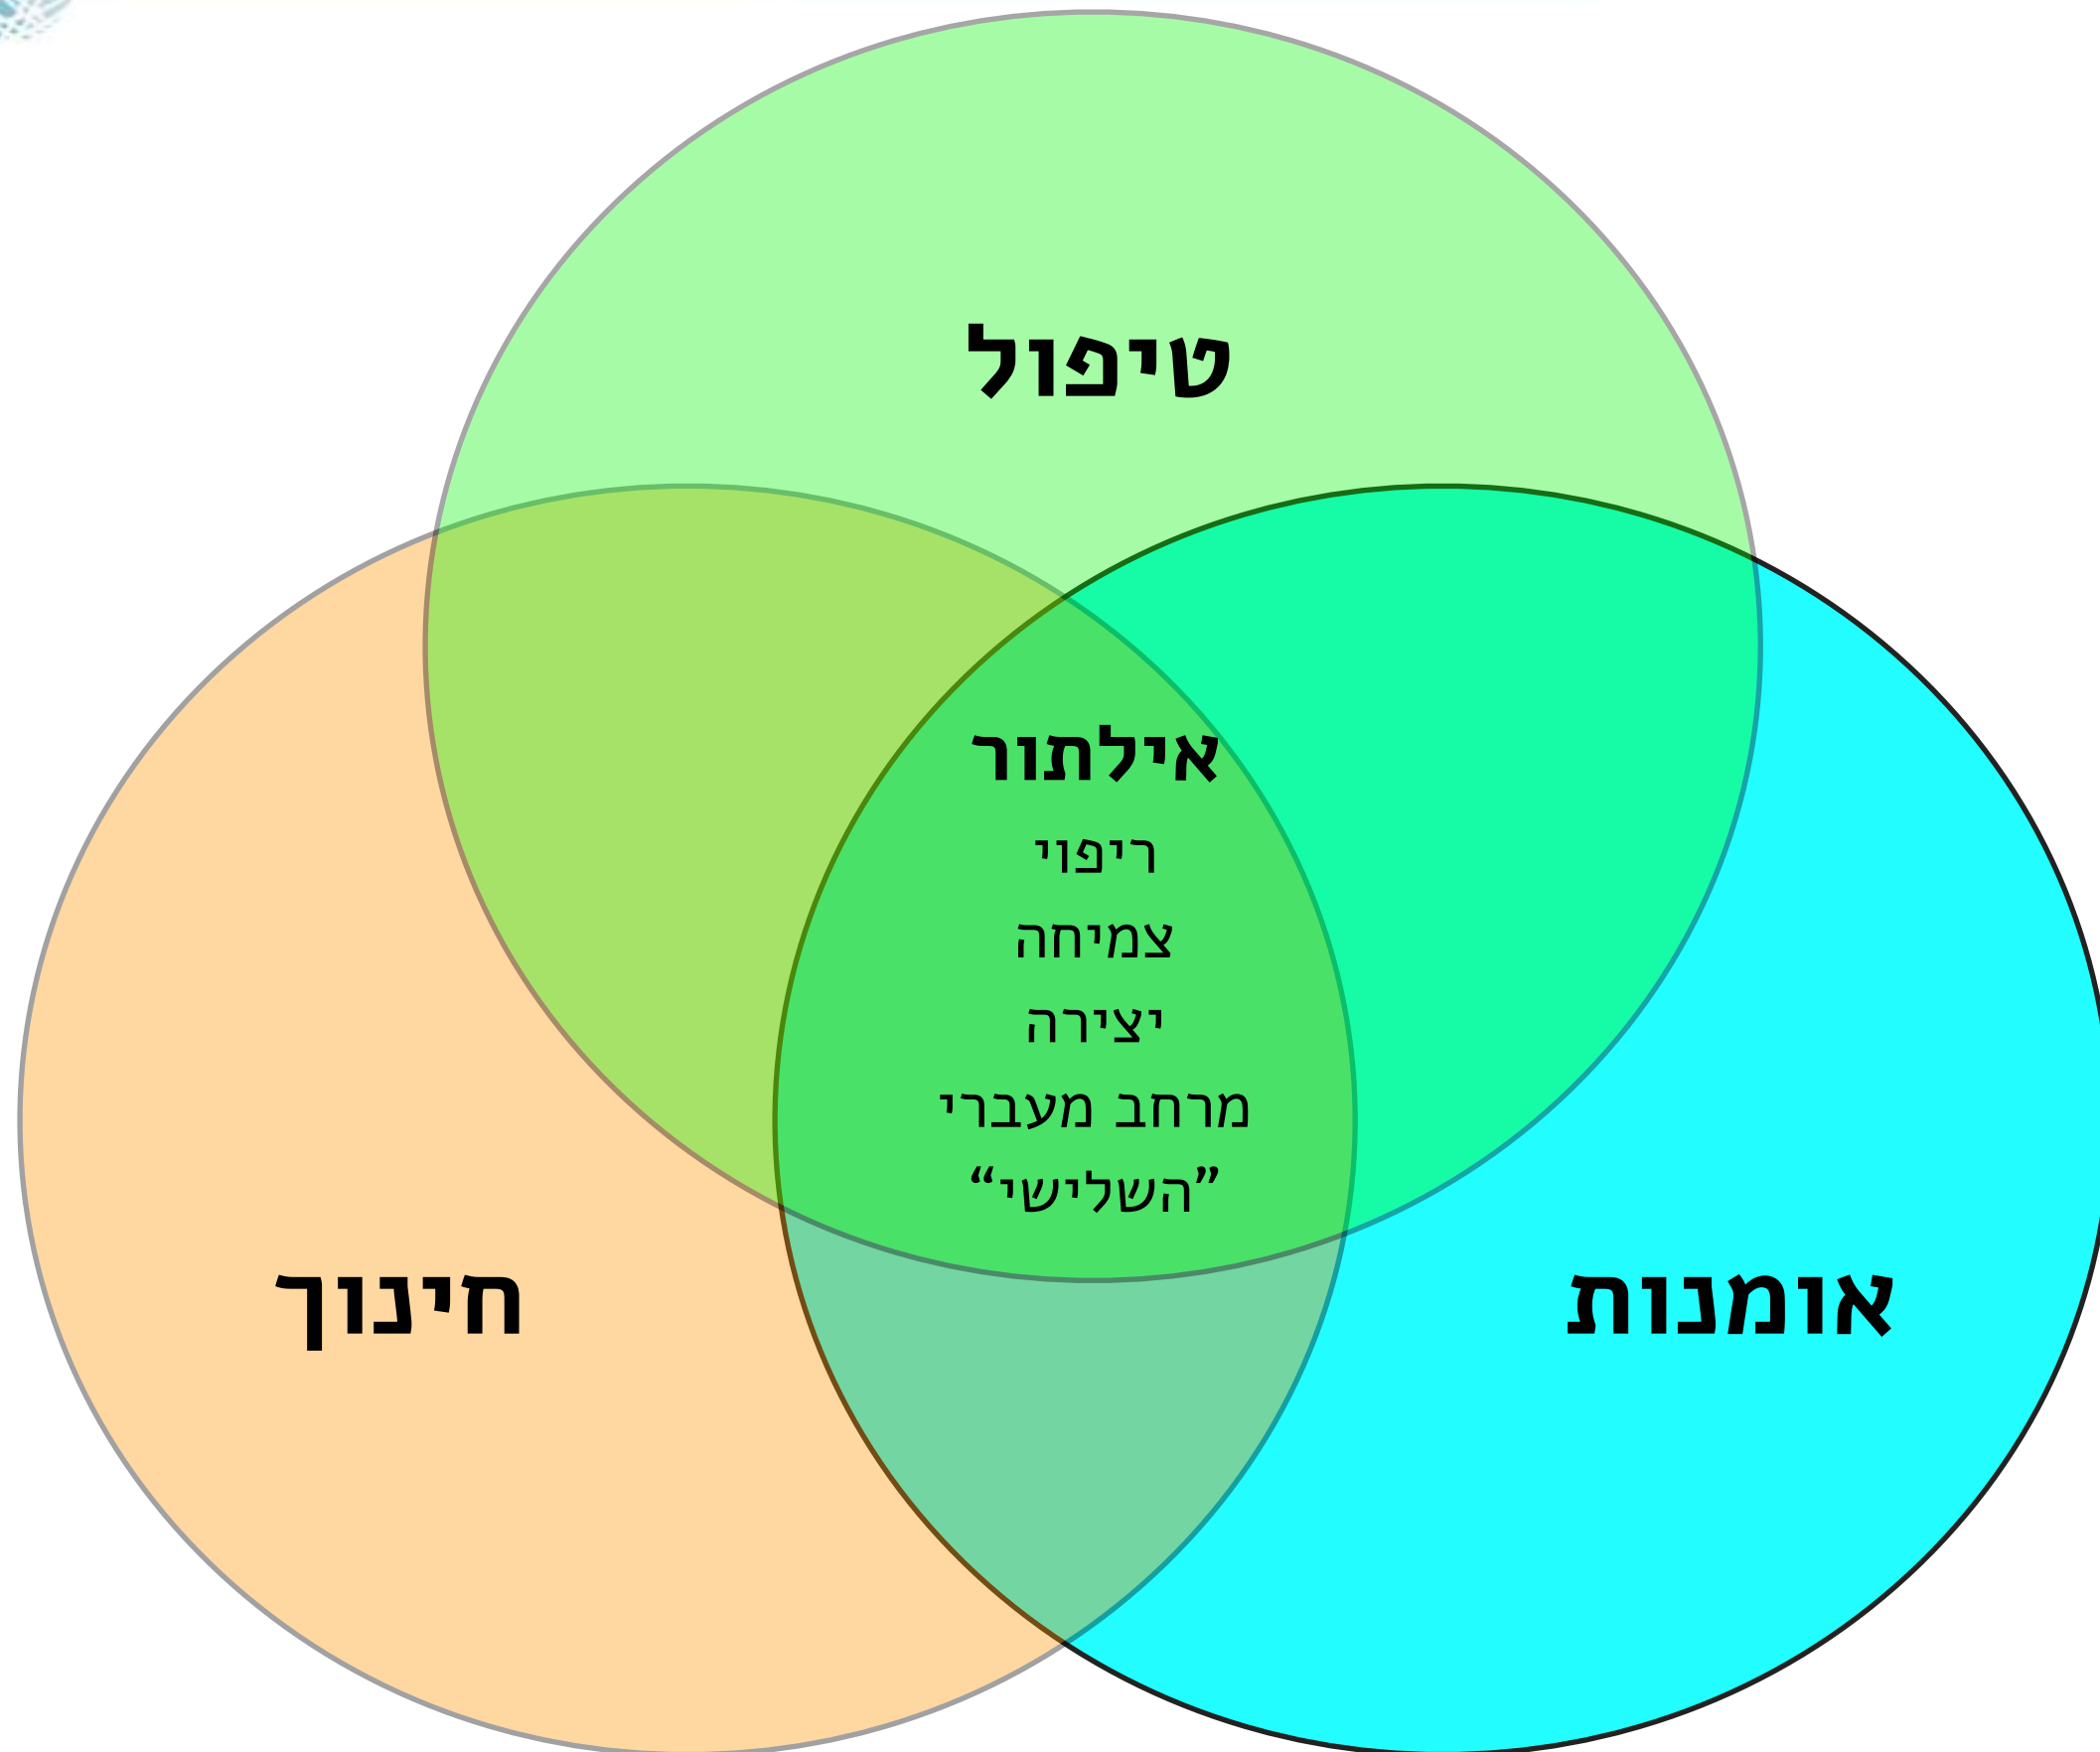 טיפול
אילתור
ריפוי
צמיחה
יצירה
מרחב מעברי
”השלישי“
חינוך
אומנות